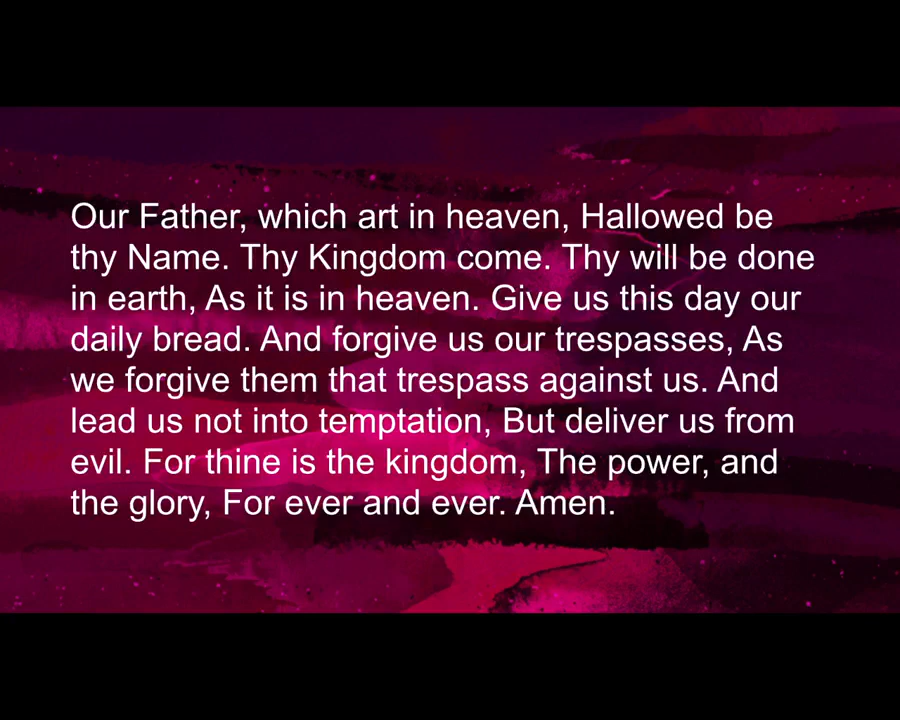 Our Father, which art in heaven, Hallowed be
thy Name. Thy Kingdom come. Thy will be done
in earth, As it is in heaven. Give us this day our
daily bread. And forgive us our trespasses, As
we forgive them that trespass against us. And
lead us not into temptation, But deliver us from
evil. For thine is the kingdom, The power, and
the glory, For ever and ever. Amen.